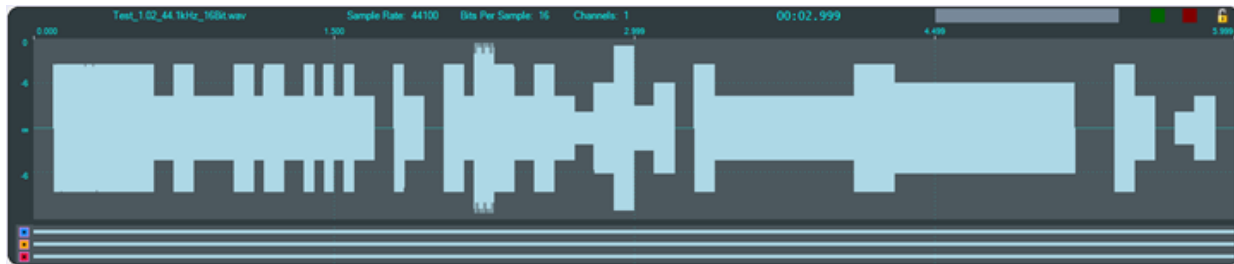 Test_1.02_44.1kHz_16Bit.wav Sample Rate: 44100 Bits Per Sample: 16 Channels: 1 00:02.999
0.000 1.500 2.999 4.499 5.999
0
-6
∞
-6